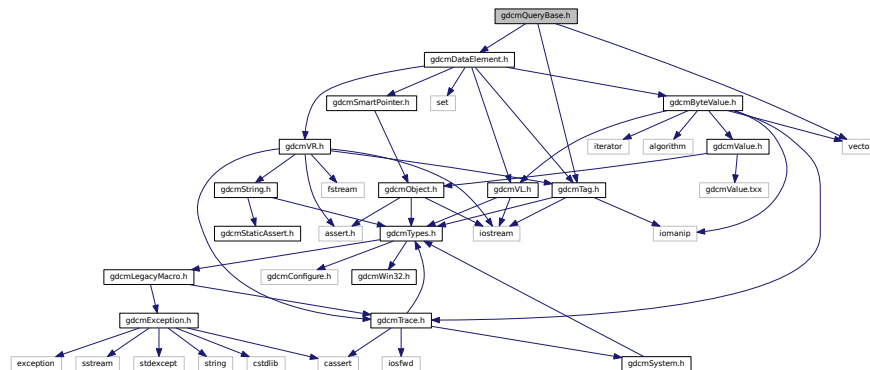 gdcmQueryBase.h
gdcmDataElement.h
gdcmSmartPointer.h
set
gdcmByteValue.h
gdcmVR.h
iterator
algorithm
gdcmValue.h
vecto
gdcmString.h
fstream
gdcmObject.h
gdcmVL.h
gdcmTag.h
gdcmValue.txx
gdcmStaticAssert.h
assert.h
gdcmTypes.h
iostream
iomanip
gdcmLegacyMacro.h
gdcmConfigure.h
gdcmWin32.h
gdcmException.h
gdcmTrace.h
exception
sstream
stdexcept
string
cstdlib
cassert
iosfwd
gdcmSystem.h